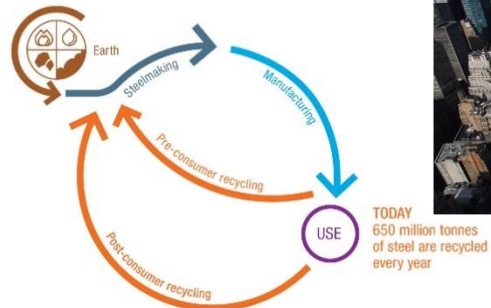 Earth
Steelmaking
Manufacturing
Pre-consumer recycling
Post-consumer recycling
USE
TODAY
650 million tonnes
of steel are recycled
every year